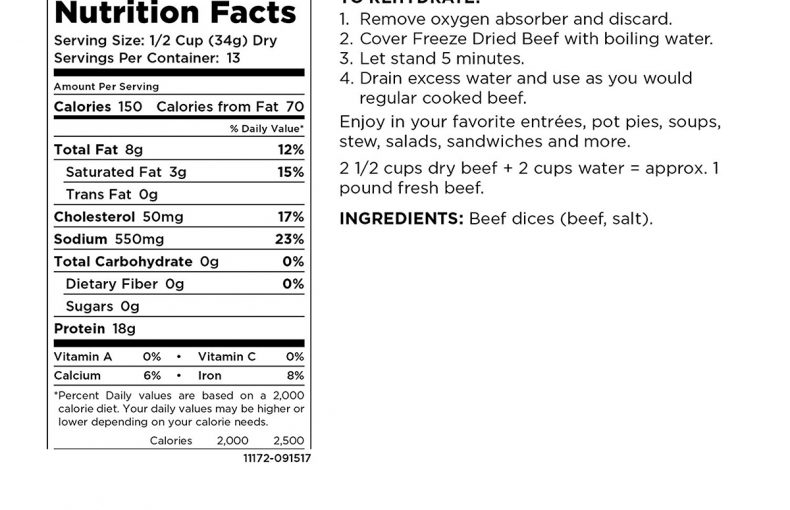 Nutrition Facts
Serving Size: 1/2 Cup (34g) Dry
Servings Per Container: 13
Amount Per Serving
Calories 150 Calories from Fat 70
% Daily Value*
Total Fat 8g 12%
Saturated Fat 3g 15%
Trans Fat 0g
Cholesterol 50mg 17%
Sodium 550mg 23%
Total Carbohydrate 0g 0%
Dietary Fiber 0g 0%
Sugars 0g
Protein 18g
Vitamin A 0% • Vitamin C 0%
Calcium 6% • Iron 8%
*Percent Daily values are based on a 2,000
calorie diet. Your daily values may be higher or
lower depending on your calorie needs.
Calories 2,000 2,500
11172-091517
TO REHYDRATE:
1. Remove oxygen absorber and discard.
2. Cover Freeze Dried Beef with boiling water.
3. Let stand 5 minutes.
4. Drain excess water and use as you would
regular cooked beef.
Enjoy in your favorite entrées, pot pies, soups,
stew, salads, sandwiches and more.
2 1/2 cups dry beef + 2 cups water = approx. 1
pound fresh beef.
INGREDIENTS: Beef dices (beef, salt).